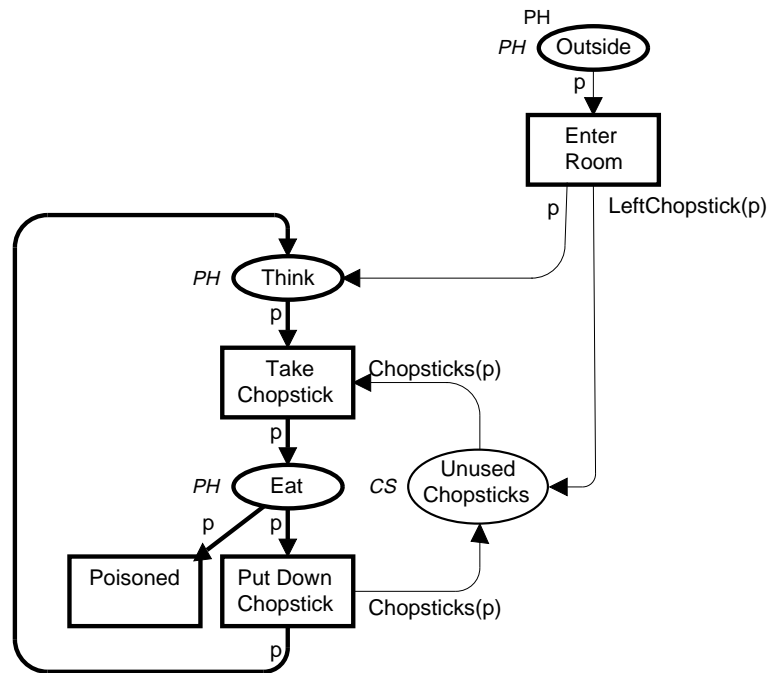 PH
PH
Outside
p
Enter
Room
p
LeftChopstick(p)
PH
Think
p
Take
Chopstick
Chopsticks(p)
p
PH
Eat
CS
Unused
Chopsticks
p
p
Poisoned
Put Down
Chopstick
Chopsticks(p)
p